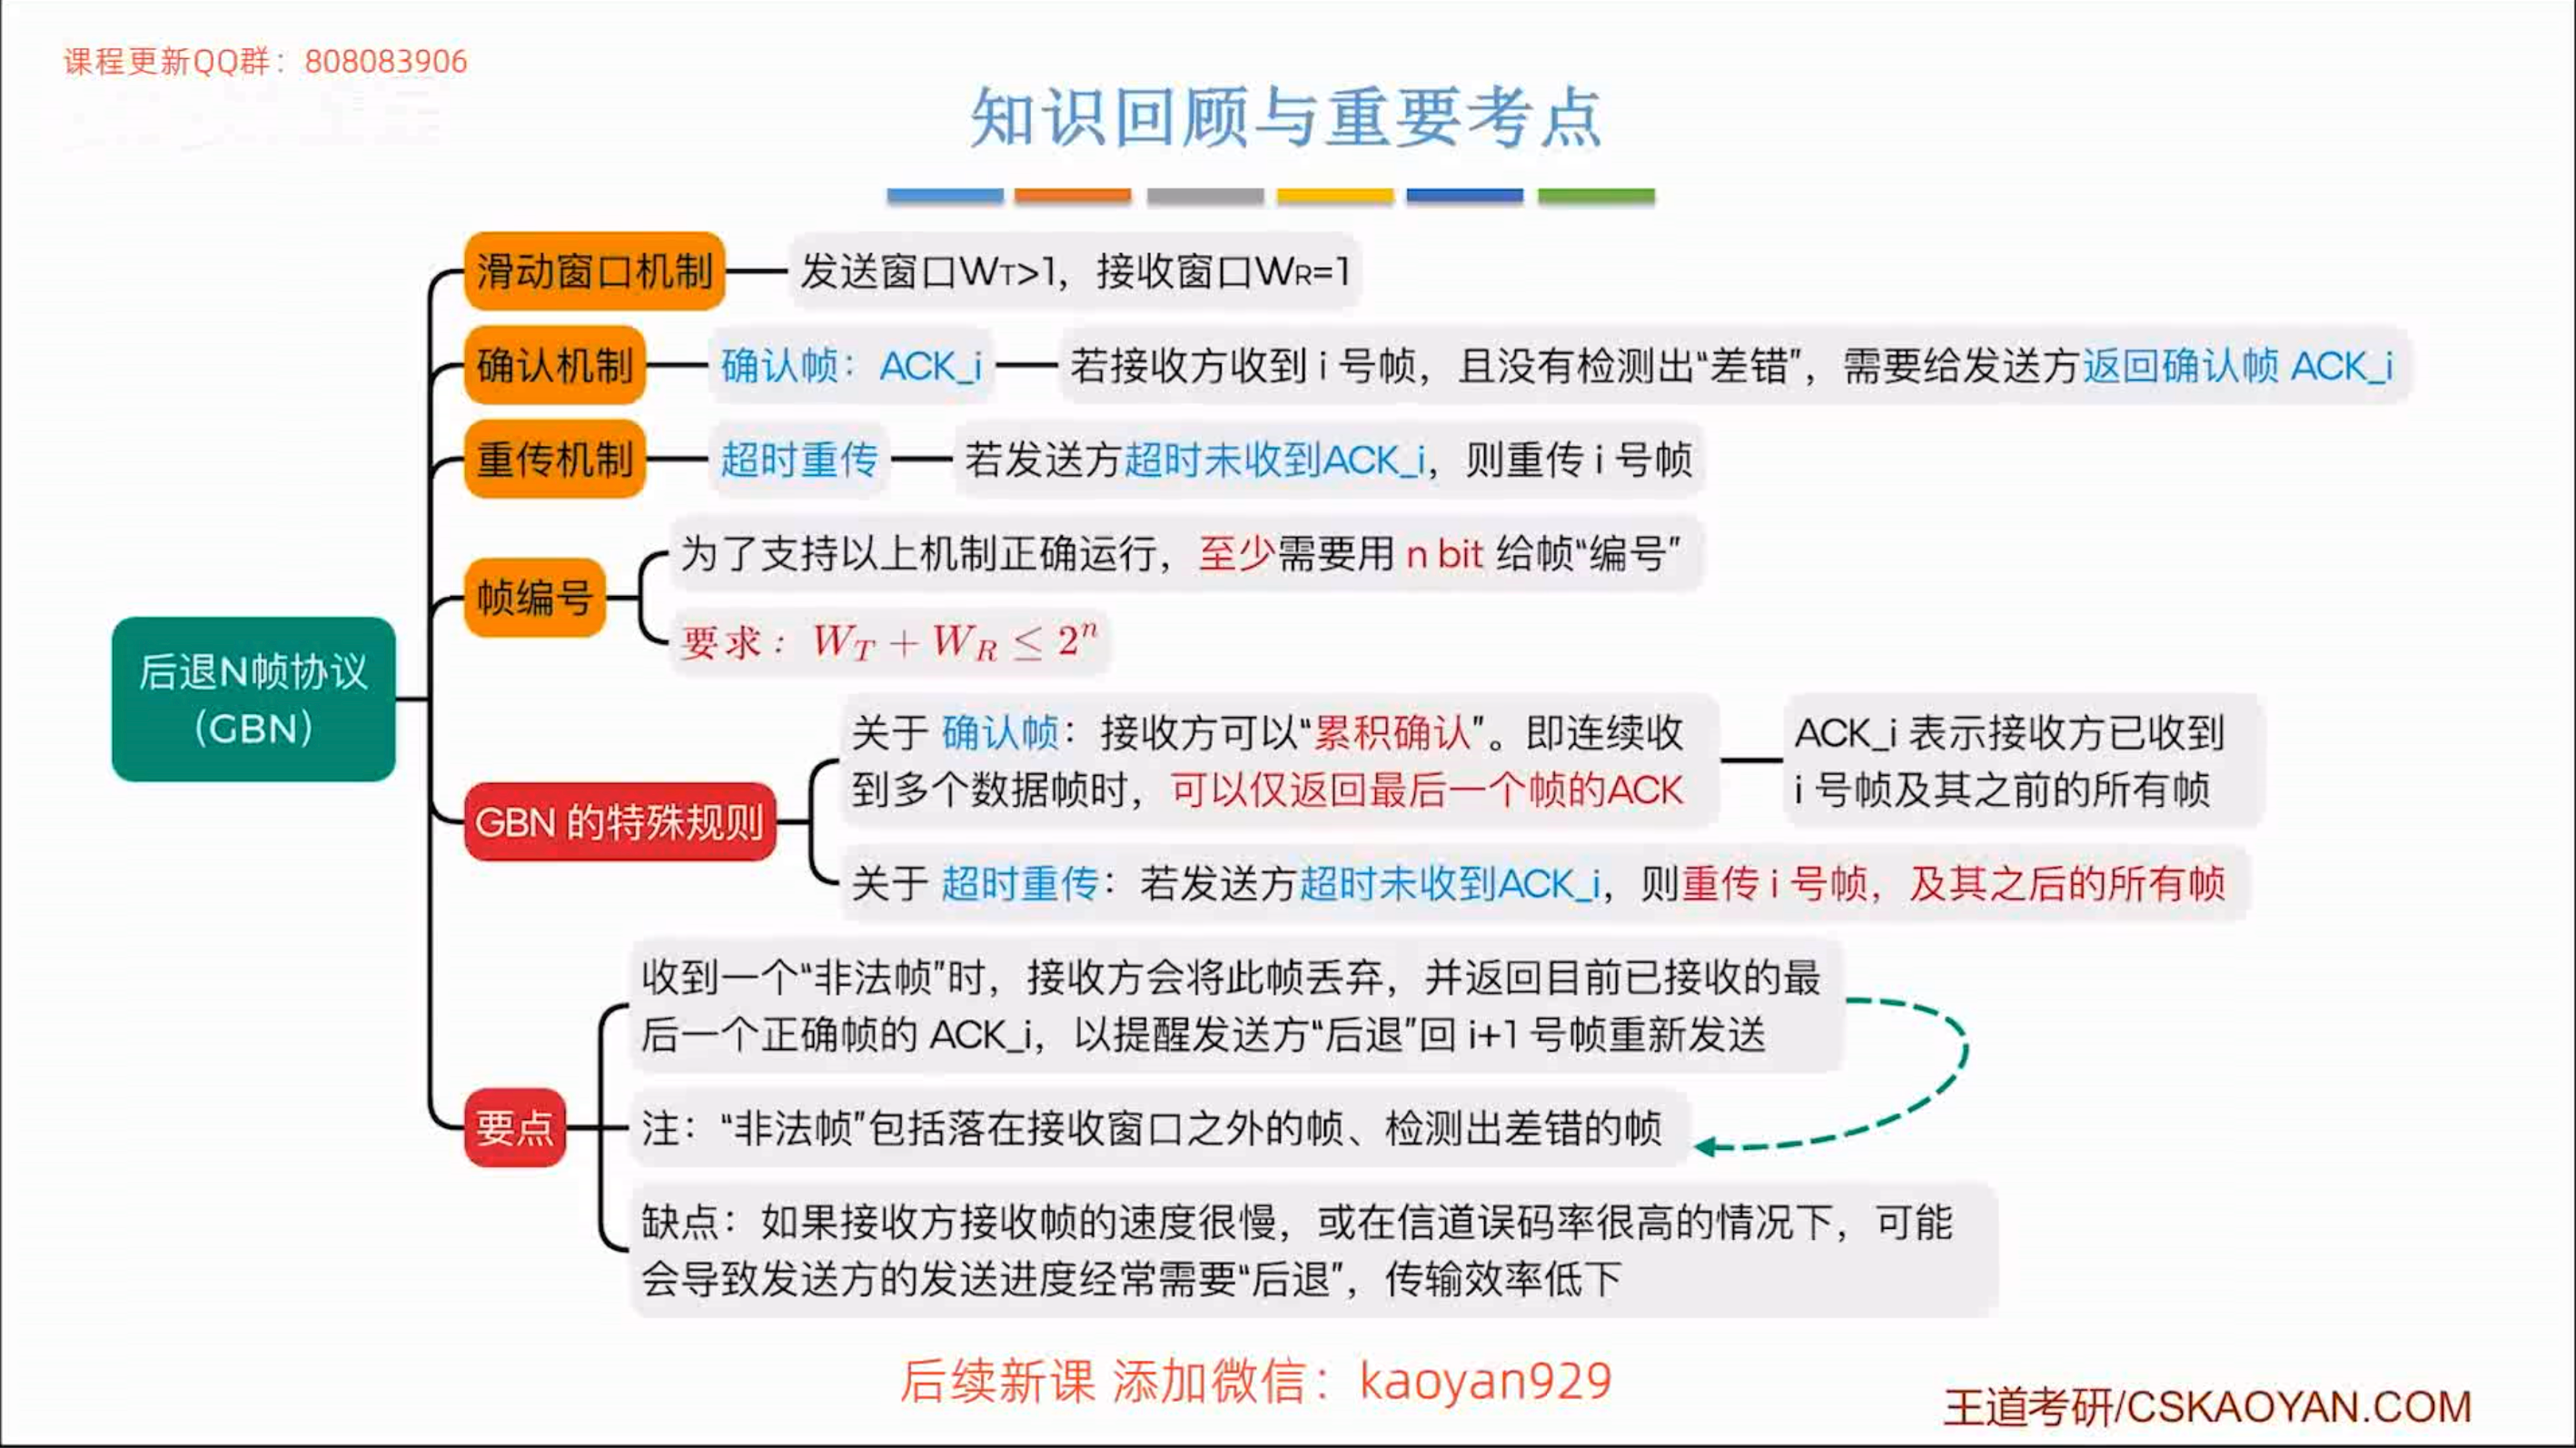 课程更新QQ群：808083906
知识回顾与重要考点
滑动窗口机制
发送窗口WT>1，接收窗口WR=1
确认机制
确认帧：ACK_i
若接收方收到 i 号帧，且没有检测出“差错”，需要给发送方返回确认帧 ACK_i
重传机制
超时重传
若发送方超时未收到ACK_i，则重传 i 号帧
帧编号
为了支持以上机制正确运行，至少需要用 n bit 给帧“编号”
要求：W_T + W_R ≤ 2^n
后退N帧协议
（GBN）
GBN 的特殊规则
关于 确认帧：接收方可以“累积确认”。即连续收
到多个数据帧时，可以仅返回最后一个帧的ACK
ACK_i 表示接收方已收到
i 号帧及其之前的所有帧
关于 超时重传：若发送方超时未收到ACK_i，则重传 i 号帧，及其之后的所有帧
要点
收到一个“非法帧”时，接收方会将此帧丢弃，并返回目前已接收的最
后一个正确帧的 ACK_i，以提醒发送方“后退”回 i+1 号帧重新发送
注：“非法帧”包括落在接收窗口之外的帧、检测出差错的帧
缺点：如果接收方接收帧的速度很慢，或在信道误码率很高的情况下，可能
会导致发送方的发送进度经常需要“后退”，传输效率低下
后续新课 添加微信：kaoyan929
王道考研/CSKAOYAN.COM